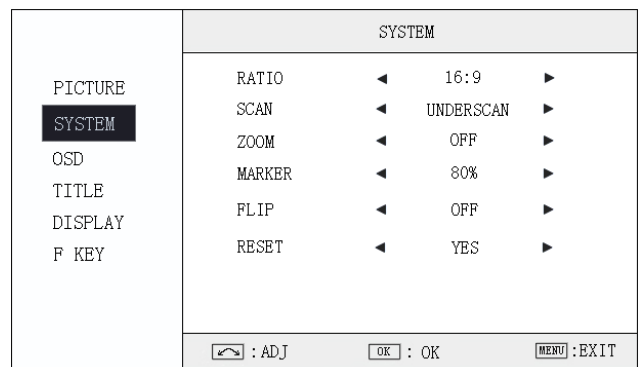 SYSTEM
PICTURE
SYSTEM
OSD
TITLE
DISPLAY
F KEY
RATIO ◀ 16:9 ▶
SCAN ◀ UNDERSCAN ▶
ZOOM ◀ OFF ▶
MARKER ◀ 80% ▶
FLIP ◀ OFF ▶
RESET ◀ YES ▶
: ADJ OK : OK MENU :EXIT